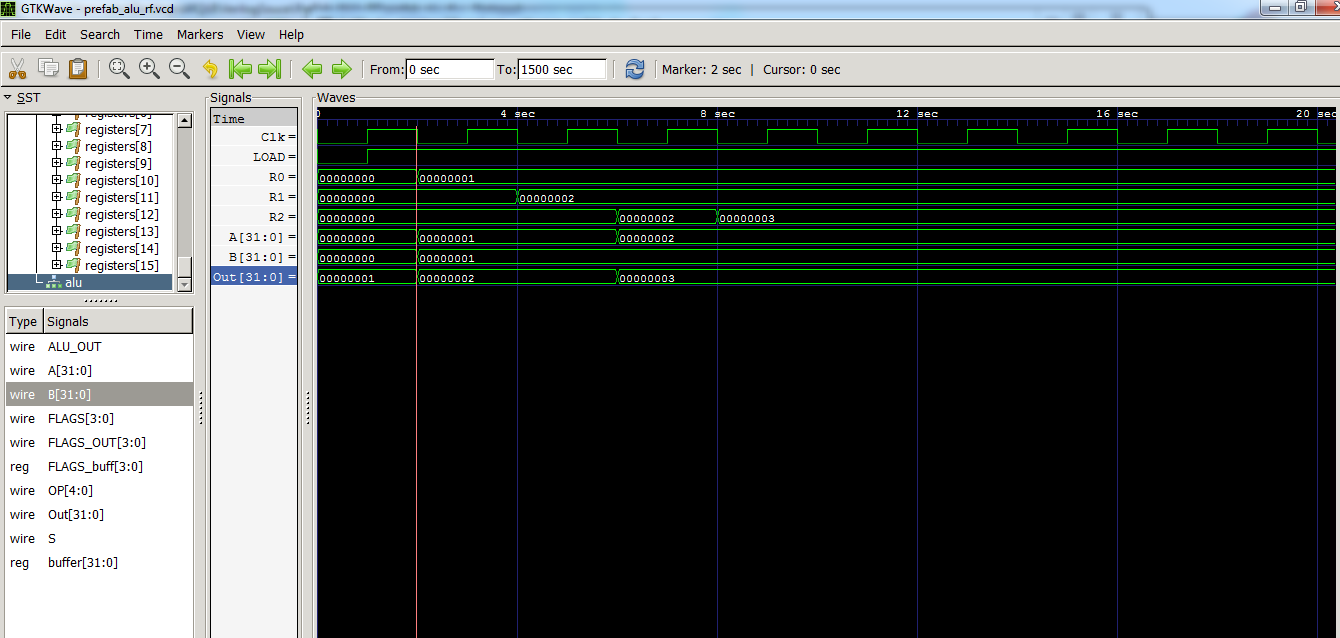 GTKWave - prefab_alu_rf.vcd
File Edit Search Time Markers View Help
From: 0 sec To: 1500 sec Marker: 2 sec | Cursor: 0 sec
SST
registers[6]
registers[7]
registers[8]
registers[9]
registers[10]
registers[11]
registers[12]
registers[13]
registers[14]
registers[15]
alu
Type Signals
wire ALU_OUT
wire A[31:0]
wire B[31:0]
wire FLAGS[3:0]
wire FLAGS_OUT[3:0]
reg FLAGS_buff[3:0]
wire OP[4:0]
wire Out[31:0]
wire S
reg buffer[31:0]
Signals Waves
Time 0 4 sec 8 sec 12 sec 16 sec 20 sec
Clk =
LOAD =
R0 = 00000000 00000001
R1 = 00000000 00000002
R2 = 00000000 00000002 00000003
A[31:0] = 00000000 00000001 00000002
B[31:0] = 00000000 00000001
Out[31:0] = 00000001 00000002 00000003